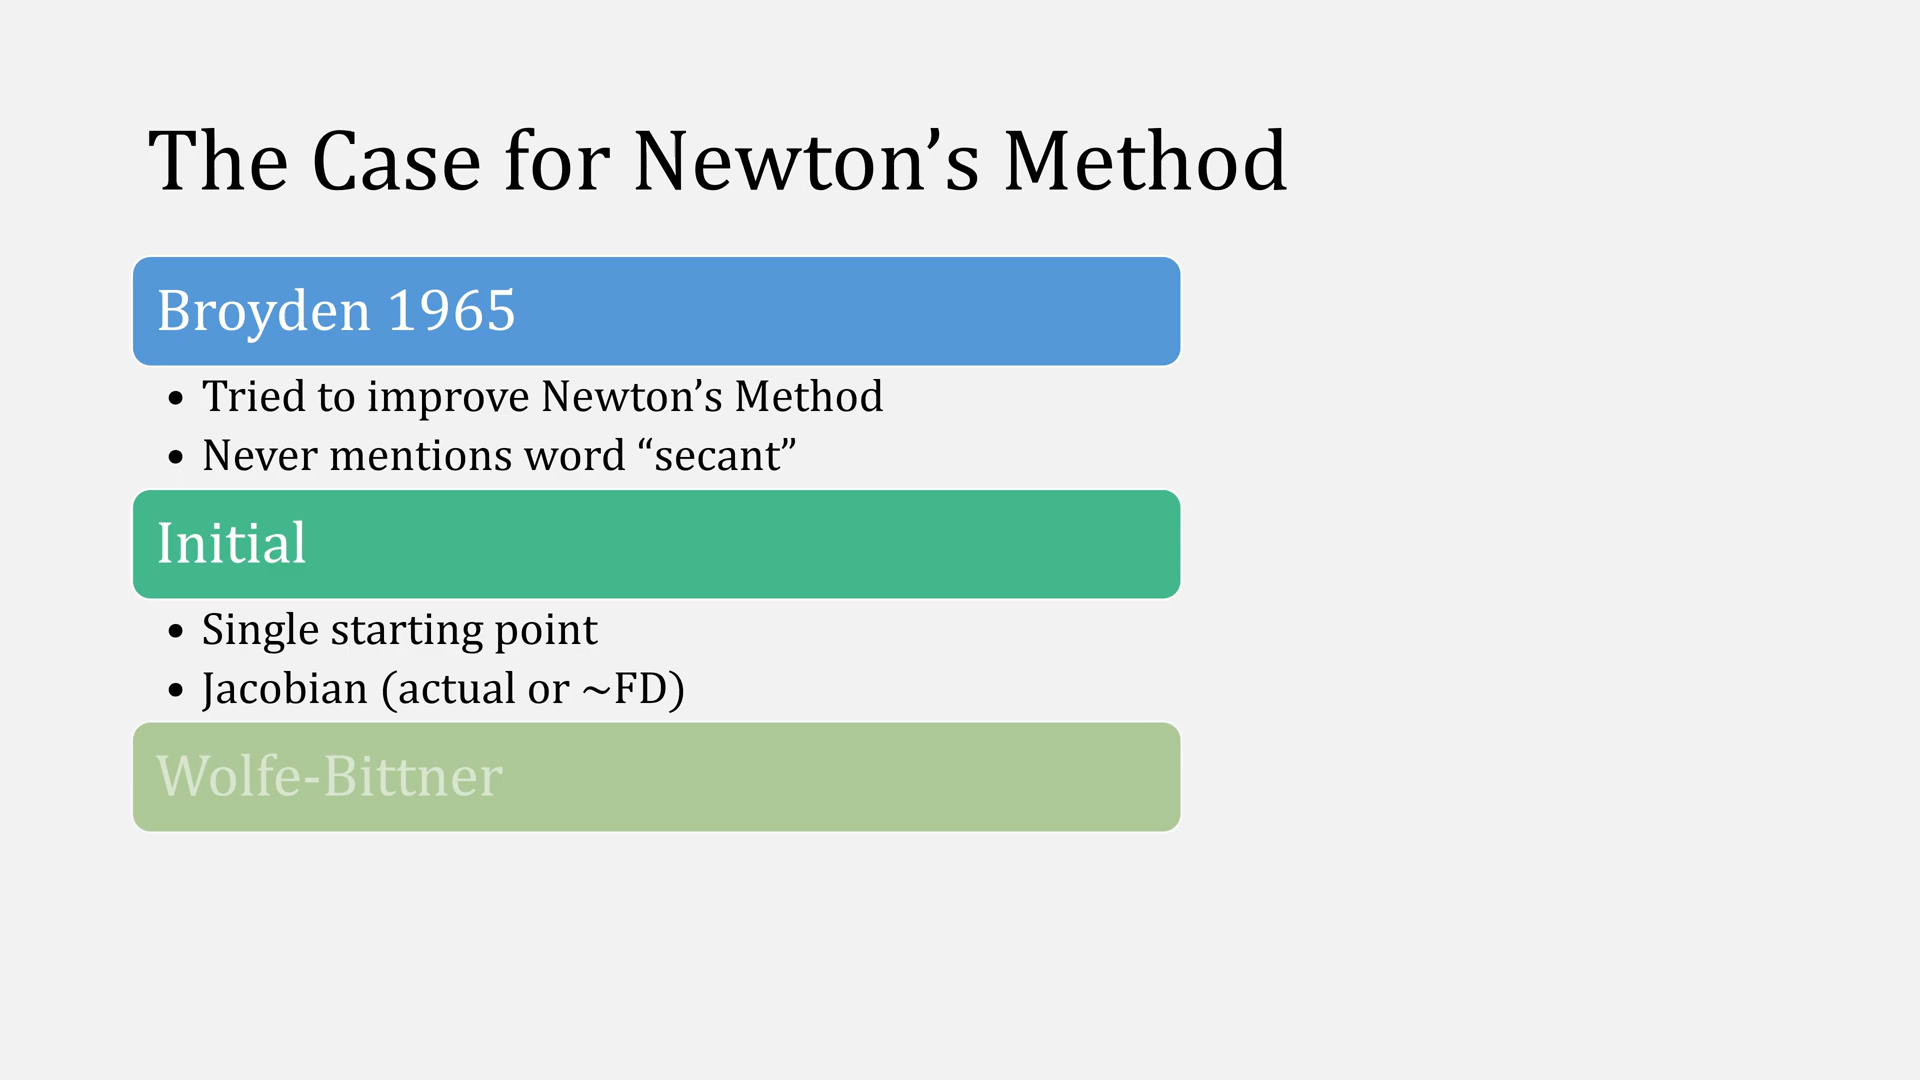 The Case for Newton’s Method
Broyden 1965
• Tried to improve Newton’s Method
• Never mentions word “secant”
Initial
• Single starting point
• Jacobian (actual or ~FD)
Wolfe-Bittner